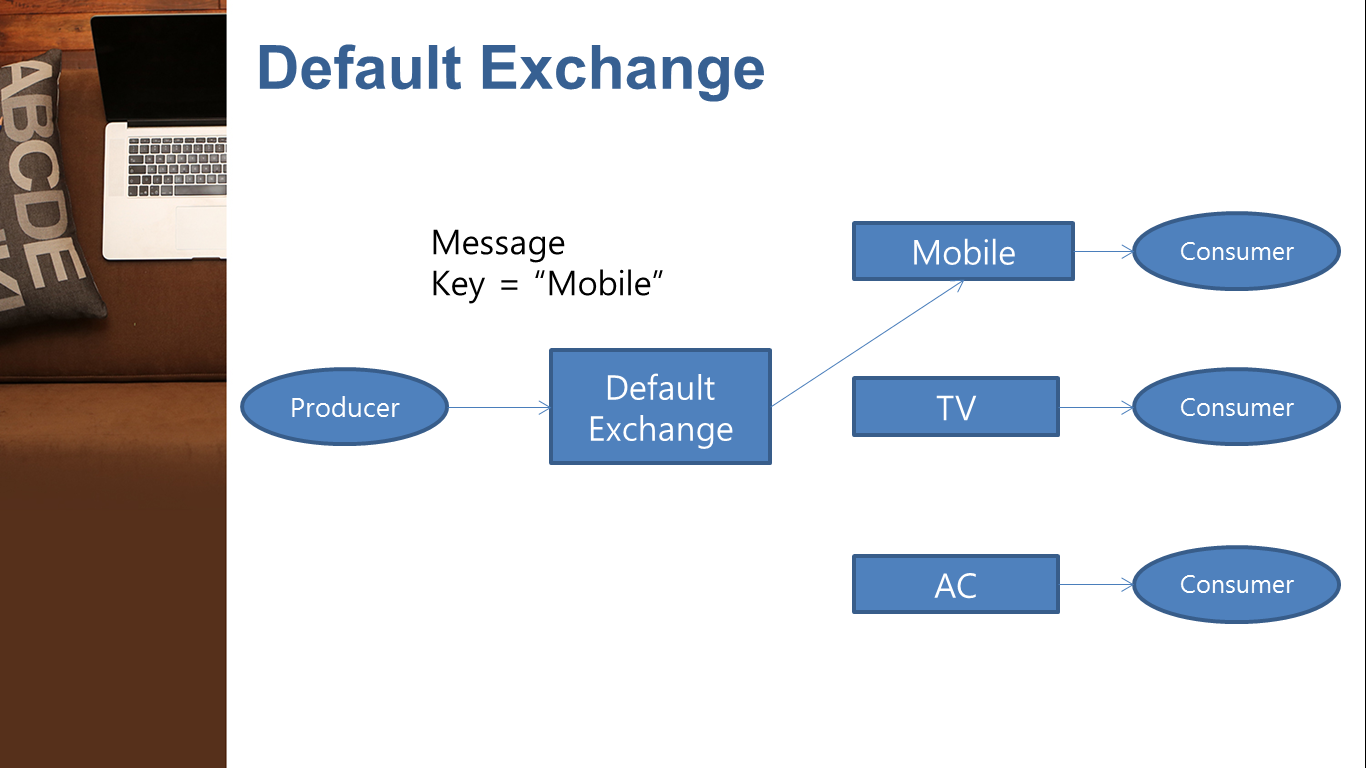 Default Exchange
Message
Key = “Mobile”
Producer
Default
Exchange
Mobile
Consumer
TV
Consumer
AC
Consumer
ABCDE